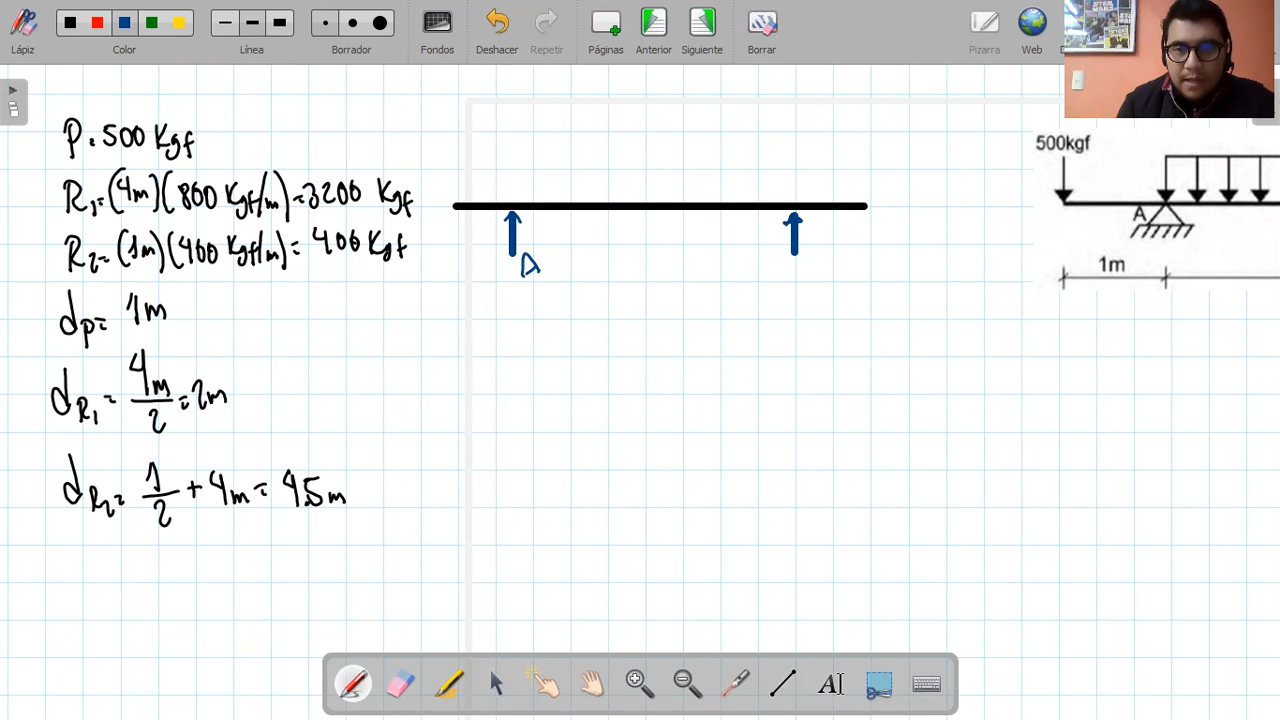 Lápiz
Color
Línea
Borrador
Fondos
Deshacer
Repetir
Páginas
Anterior
Siguiente
Borrar
Pizarra
Web
P. 500 Kgf
R1=(4m)(800 Kgf/m)=3200 Kgf
R2=(1m)(400 Kgf/m)= 400 Kgf
dP= 1m
dR1 = 4m/2 =2m
dR2= 1/2 + 4m= 4.5m
A
500kgf
A
1m
AI